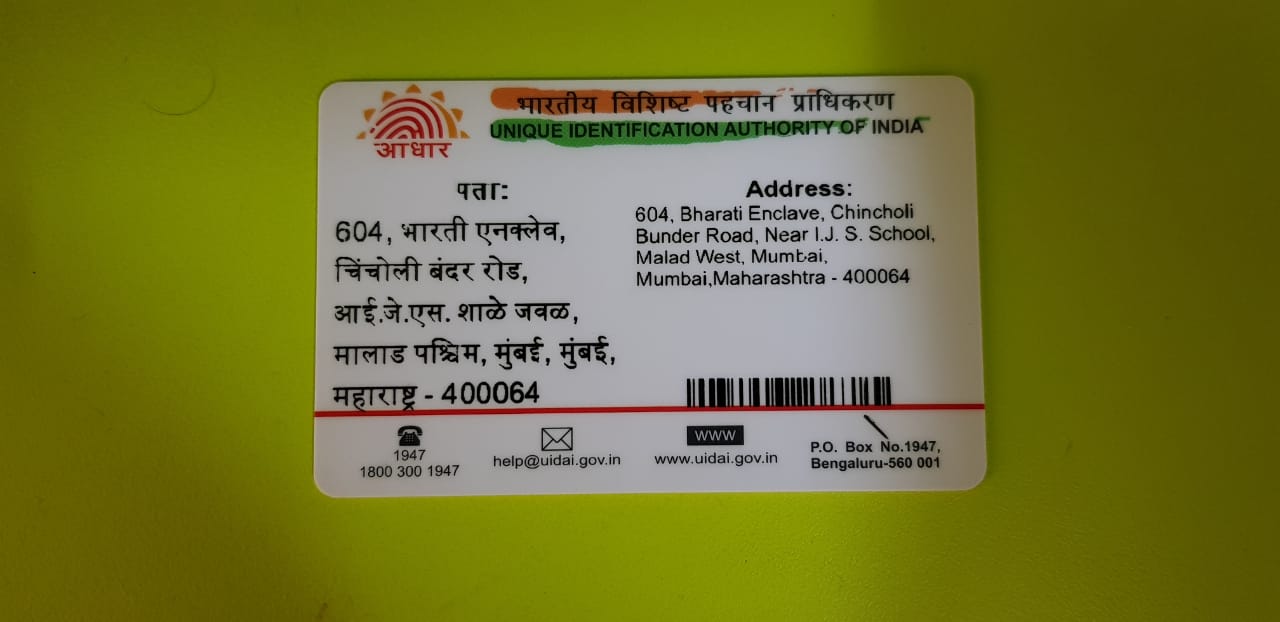 भारतीय विशिष्ट पहचान प्राधिकरण
UNIQUE IDENTIFICATION AUTHORITY OF INDIA
आधार
पता:
604, भारती एनक्लेव,
चिंचोली बंदर रोड,
आई.जे.एस. शाळे जवळ,
मालाड पश्चिम, मुंबई, मुंबई,
महाराष्ट्र - 400064
Address:
604, Bharati Enclave, Chincholi
Bunder Road, Near I.J. S. School,
Malad West, Mumbai,
Mumbai,Maharashtra - 400064
1947
1800 300 1947
help@uidai.gov.in
www
www.uidai.gov.in
P.O. Box No.1947,
Bengaluru-560 001